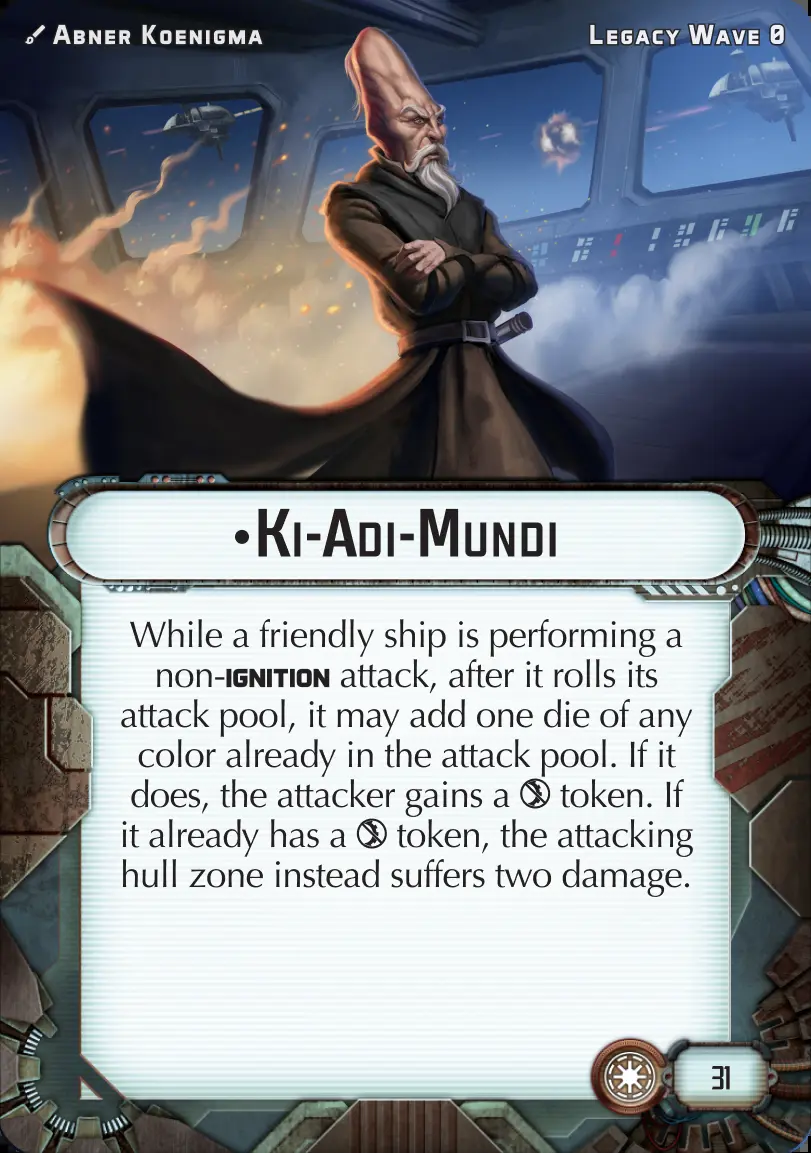 Abner Koenigma
Legacy Wave 0
•Ki-Adi-Mundi
While a friendly ship is performing a
non-IGNITION attack, after it rolls its
attack pool, it may add one die of any
color already in the attack pool. If it
does, the attacker gains a token. If
it already has a token, the attacking
hull zone instead suffers two damage.
31